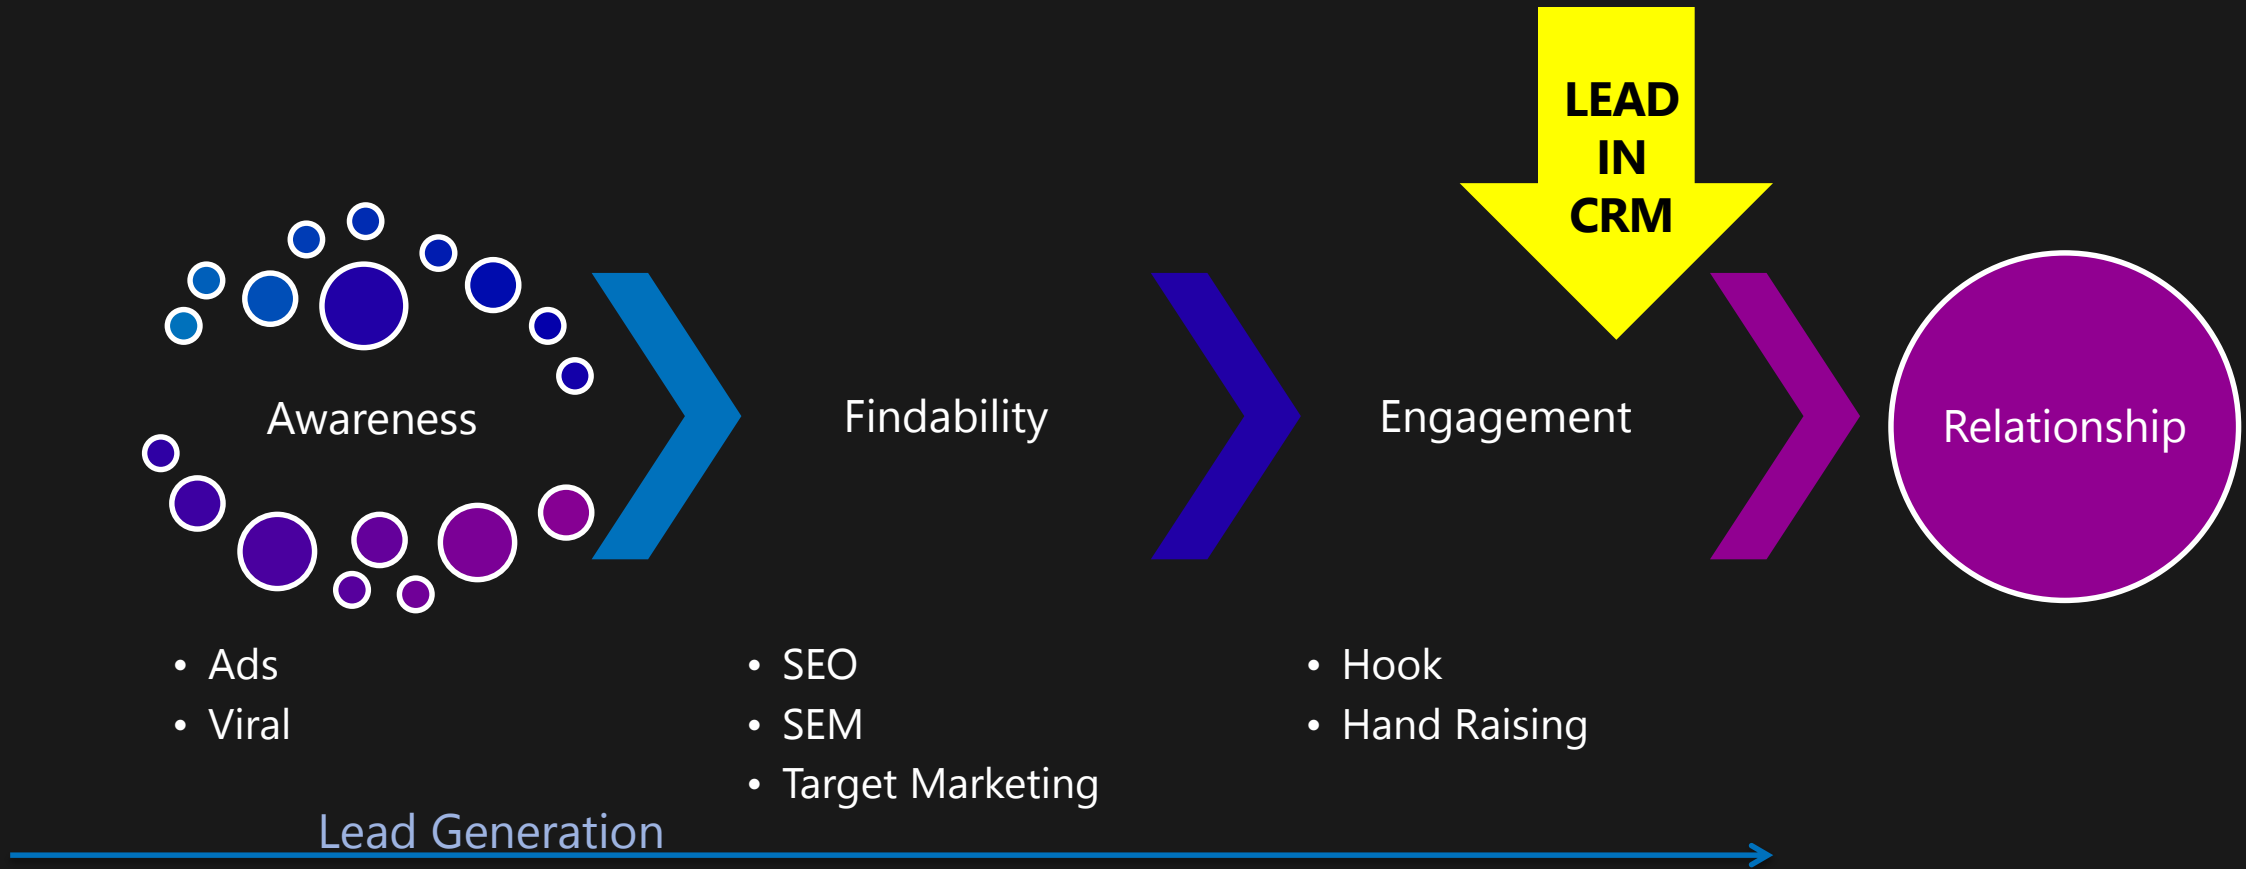 LEAD
IN
CRM
Awareness
Findability
Engagement
Relationship
• Ads
• Viral
• SEO
• SEM
• Target Marketing
• Hook
• Hand Raising
Lead Generation